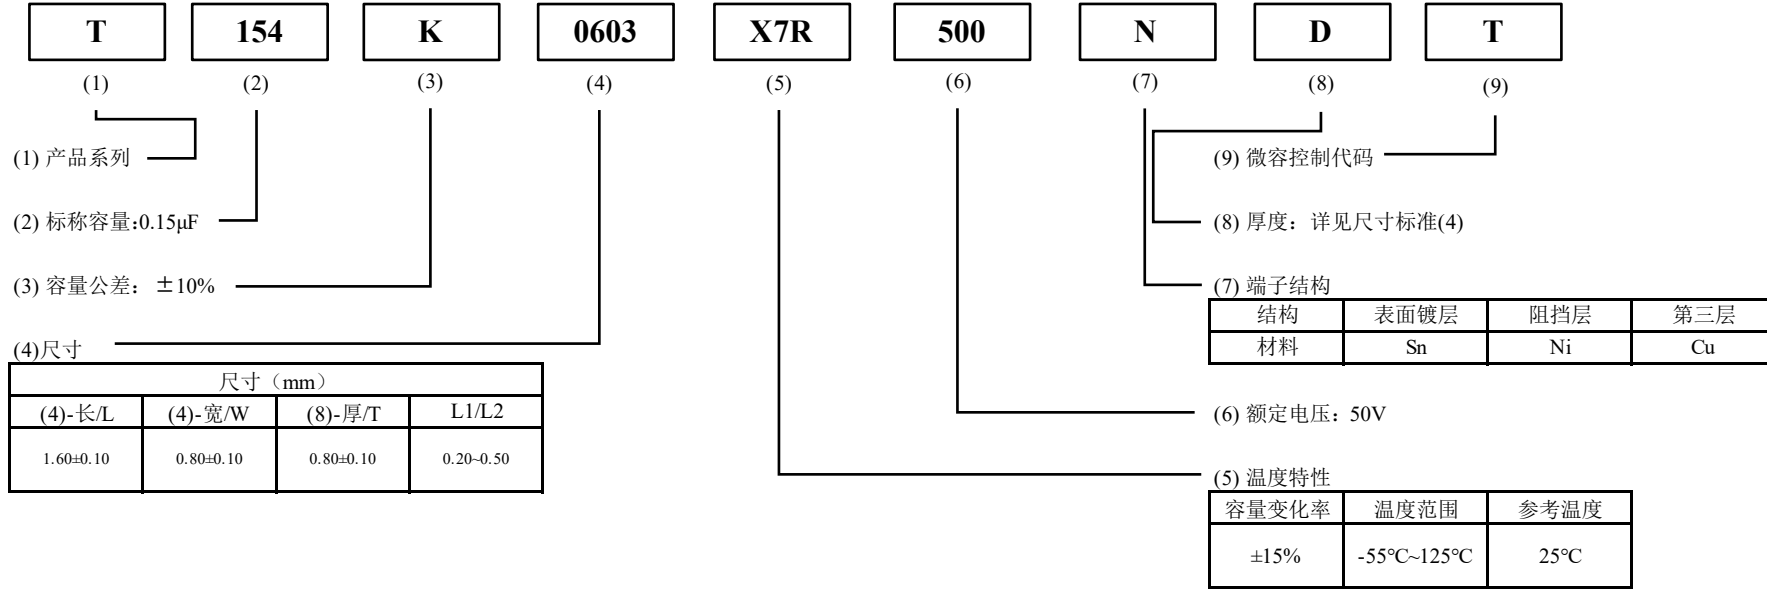 T 154 K 0603 X7R 500 N D T
(1) (2) (3) (4) (5) (6) (7) (8) (9)
(1) 产品系列
(2) 标称容量:0.15μF
(3) 容量公差： ±10%
(4)尺寸
尺寸（mm）
(4)-长/L (4)-宽/W (8)-厚/T L1/L2
1.60±0.10 0.80±0.10 0.80±0.10 0.20~0.50
(9) 微容控制代码
(8) 厚度：详见尺寸标准(4)
(7) 端子结构
结构 表面镀层 阻挡层 第三层
材料 Sn Ni Cu
(6) 额定电压：50V
(5) 温度特性
容量变化率 温度范围 参考温度
±15% -55℃~125℃ 25℃